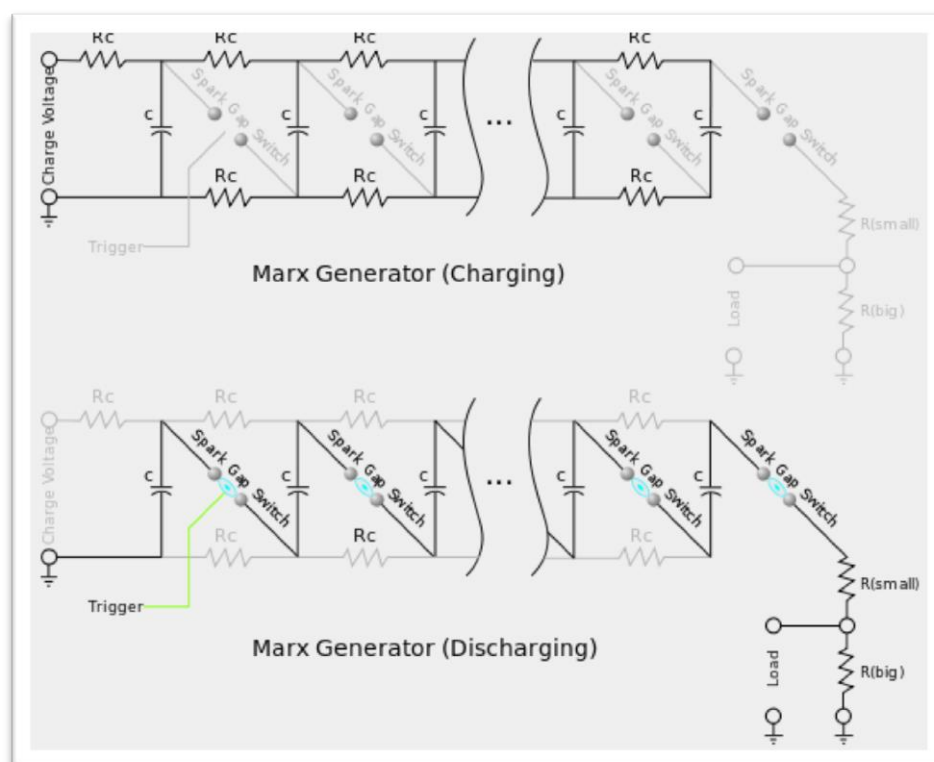 Rc Rc Rc Rc
Charge Voltage
C Spark Gap Switch C Spark Gap Switch C ... C Spark Gap Switch C Spark Gap Switch
Rc Rc Rc
Trigger
R(small)
Marx Generator (Charging)
Load
R(big)
Rc Rc Rc Rc
Charge Voltage
C Spark Gap Switch C Spark Gap Switch C ... C Spark Gap Switch C Spark Gap Switch
Rc Rc Rc
Trigger
R(small)
Marx Generator (Discharging)
Load
R(big)